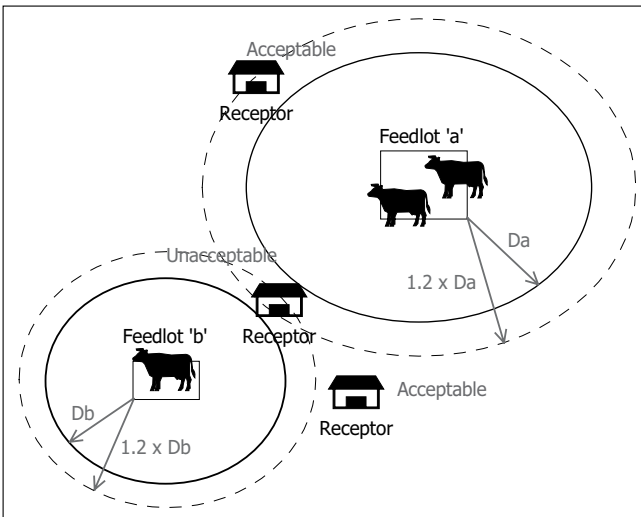 Acceptable
Receptor
Feedlot 'a'
Da
1.2 x Da
Unacceptable
Receptor
Feedlot 'b'
Db
1.2 x Db
Acceptable
Receptor